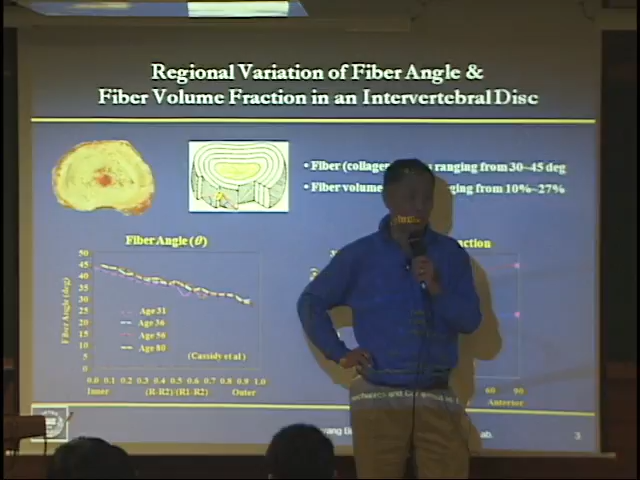 Regional Variation of Fiber Angle &
Fiber Volume Fraction in an Intervertebral Disc
• Fiber (collage ranging from 30–45 deg
• Fiber volume ging from 10%–27%
Fiber Angle (θ)
ction
50
45
40
35
30
25
20
15
10
5
0
Fiber Angle (deg)
Age 31
Age 36
Age 56
Age 80
(Cassidy et al)
0.0 0.1 0.2 0.3 0.4 0.5 0.6 0.7 0.8 0.9 1.0
Inner (R-R2)/(R1-R2) Outer
60 90
Anterior
ab.
3